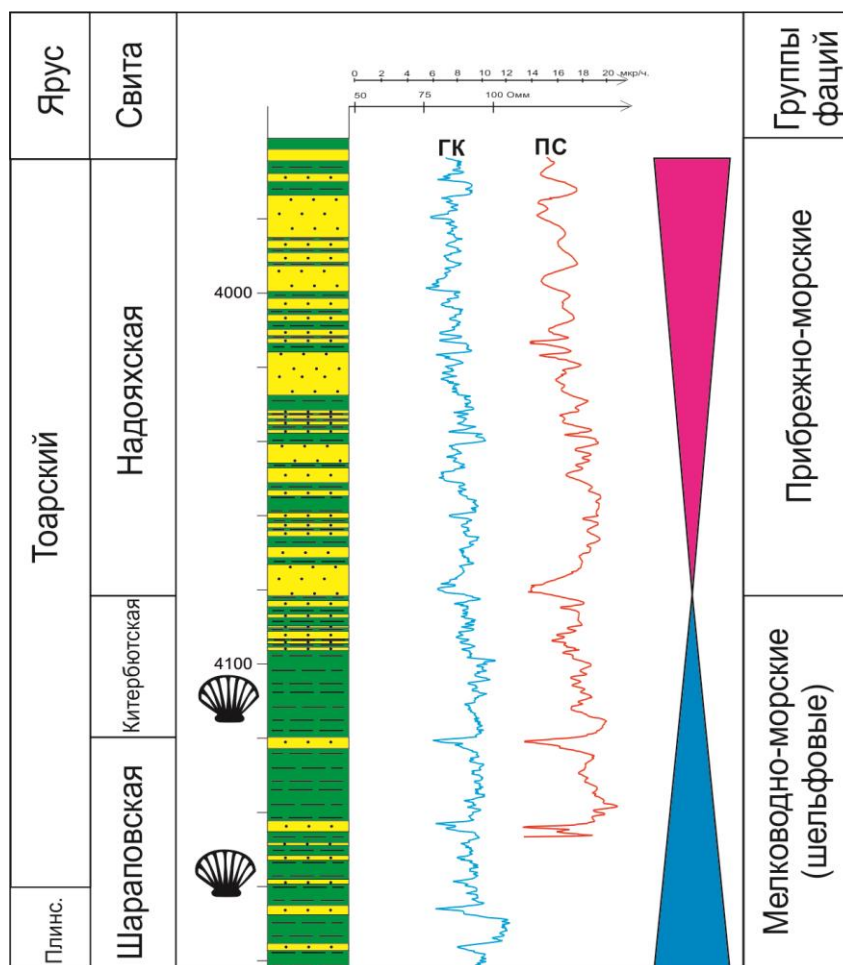 Ярус
Свита
Группы
фаций
0 2 4 6 8 10 12 14 16 18 20 мкр/ч.
50 75 100 Омм
ГК
ПС
Тоарский
Плинс.
Надояхская
Китербютская
Шараповская
4000
4100
Прибрежно-морские
Мелководно-морские
(шельфовые)